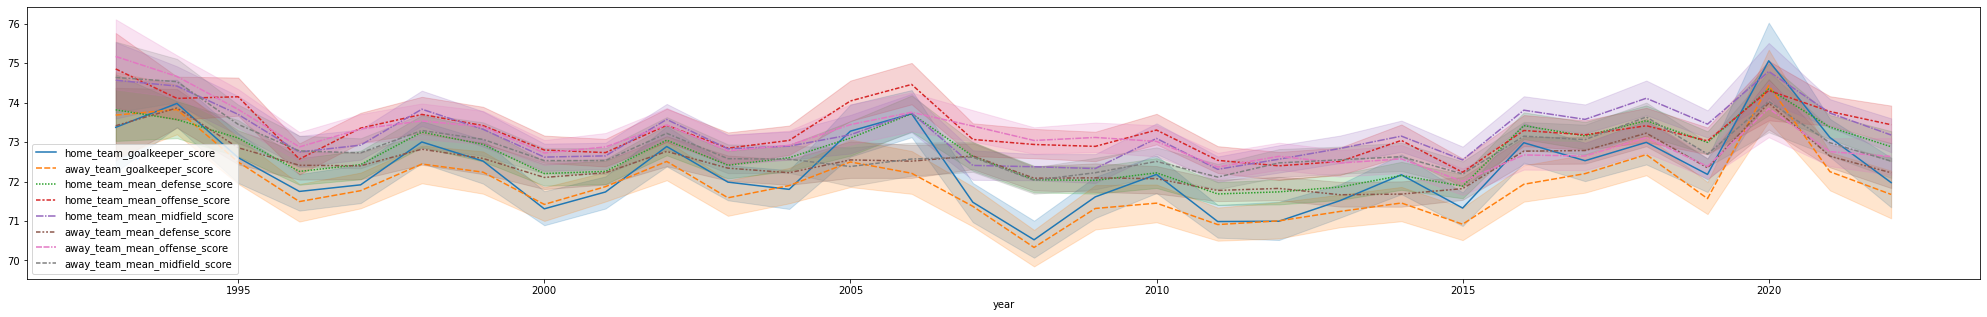 76
75
74
73
72
71
70
home_team_goalkeeper_score
away_team_goalkeeper_score
home_team_mean_defense_score
home_team_mean_offense_score
home_team_mean_midfield_score
away_team_mean_defense_score
away_team_mean_offense_score
away_team_mean_midfield_score
1995 2000 2005 2010 2015 2020
year